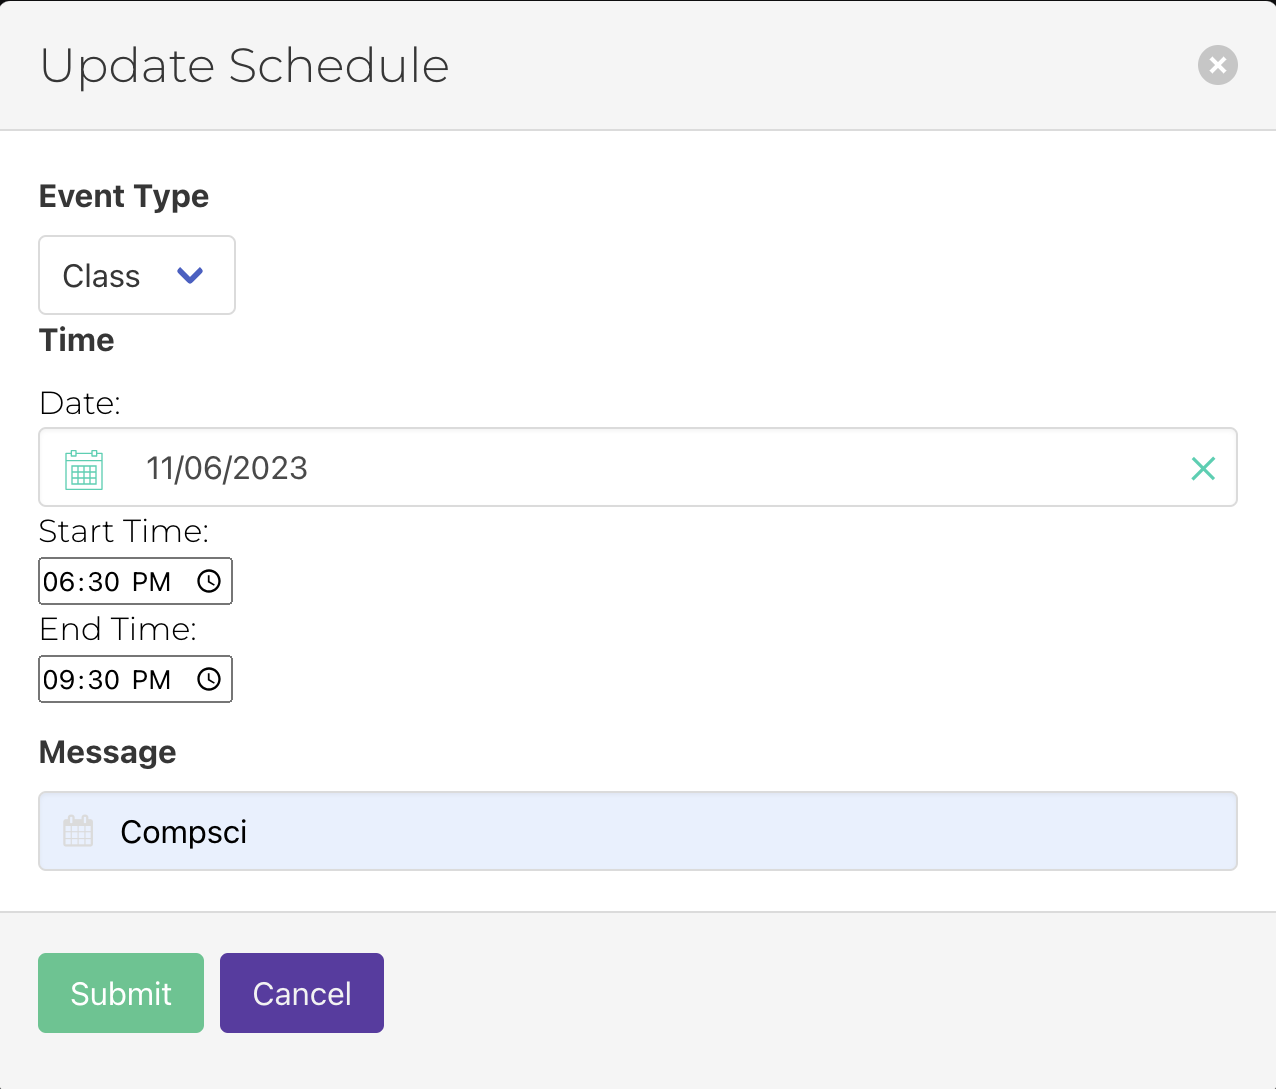 Update Schedule
Event Type
Class
Time
Date:
11/06/2023
Start Time:
06:30 PM
End Time:
09:30 PM
Message
Compsci
Submit Cancel